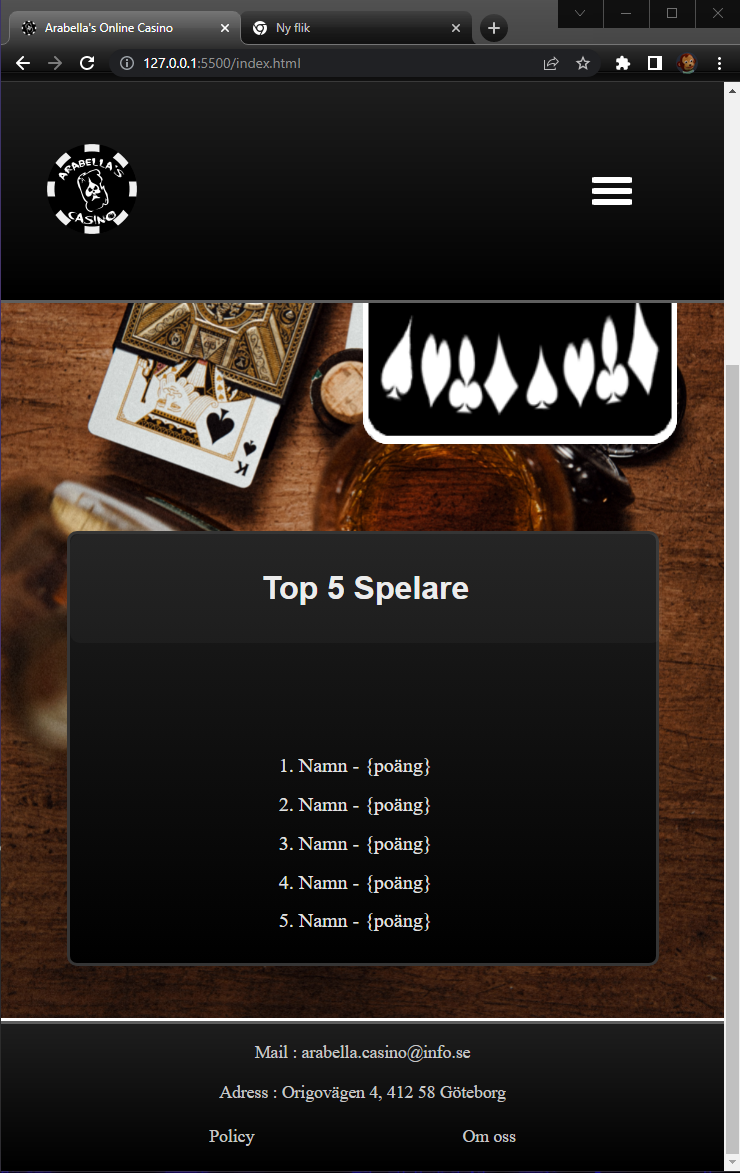 Arabella's Online Casino
Ny flik
127.0.0.1:5500/index.html
ARABELLA'S
CASINO
K
Top 5 Spelare
1. Namn - {poäng}
2. Namn - {poäng}
3. Namn - {poäng}
4. Namn - {poäng}
5. Namn - {poäng}
Mail : arabella.casino@info.se
Adress : Origovägen 4, 412 58 Göteborg
Policy
Om oss